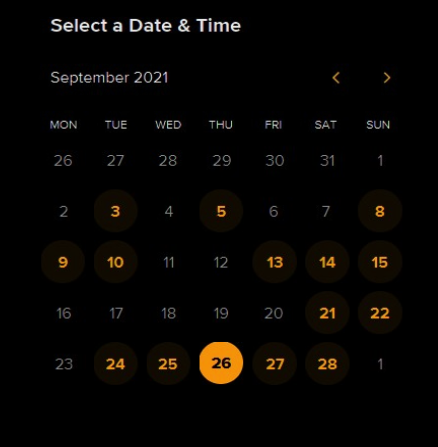 Select a Date & Time
September 2021
MON TUE WED THU FRI SAT SUN
26 27 28 29 30 31 1
2 3 4 5 6 7 8
9 10 11 12 13 14 15
16 17 18 19 20 21 22
23 24 25 26 27 28 1